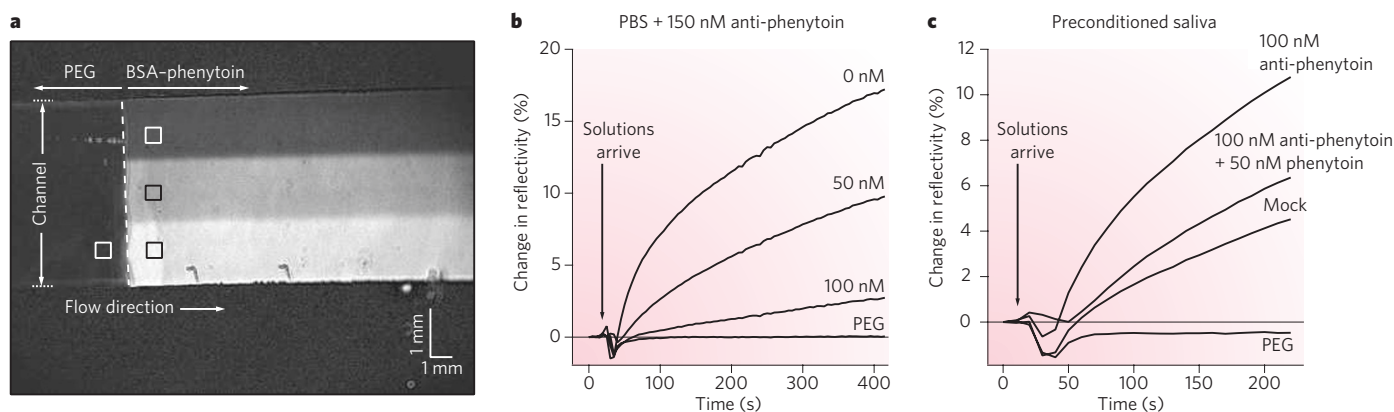 a
PEG
BSA–phenytoin
Channel
Flow direction
1 mm
1 mm
b
PBS + 150 nM anti-phenytoin
Change in reflectivity (%)
20
15
10
5
0
Solutions
arrive
0 nM
50 nM
100 nM
PEG
0
100
200
300
400
Time (s)
c
Preconditioned saliva
Change in reflectivity (%)
12
10
8
6
4
2
0
Solutions
arrive
100 nM
anti-phenytoin
100 nM anti-phenytoin
+ 50 nM phenytoin
Mock
PEG
0
50
100
150
200
Time (s)